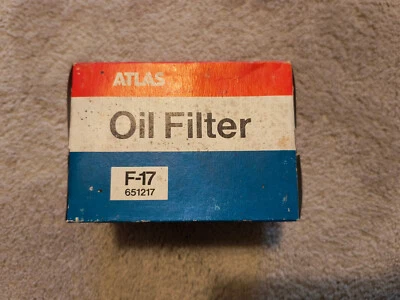 ATLAS
Oil Filter
F-17
651217